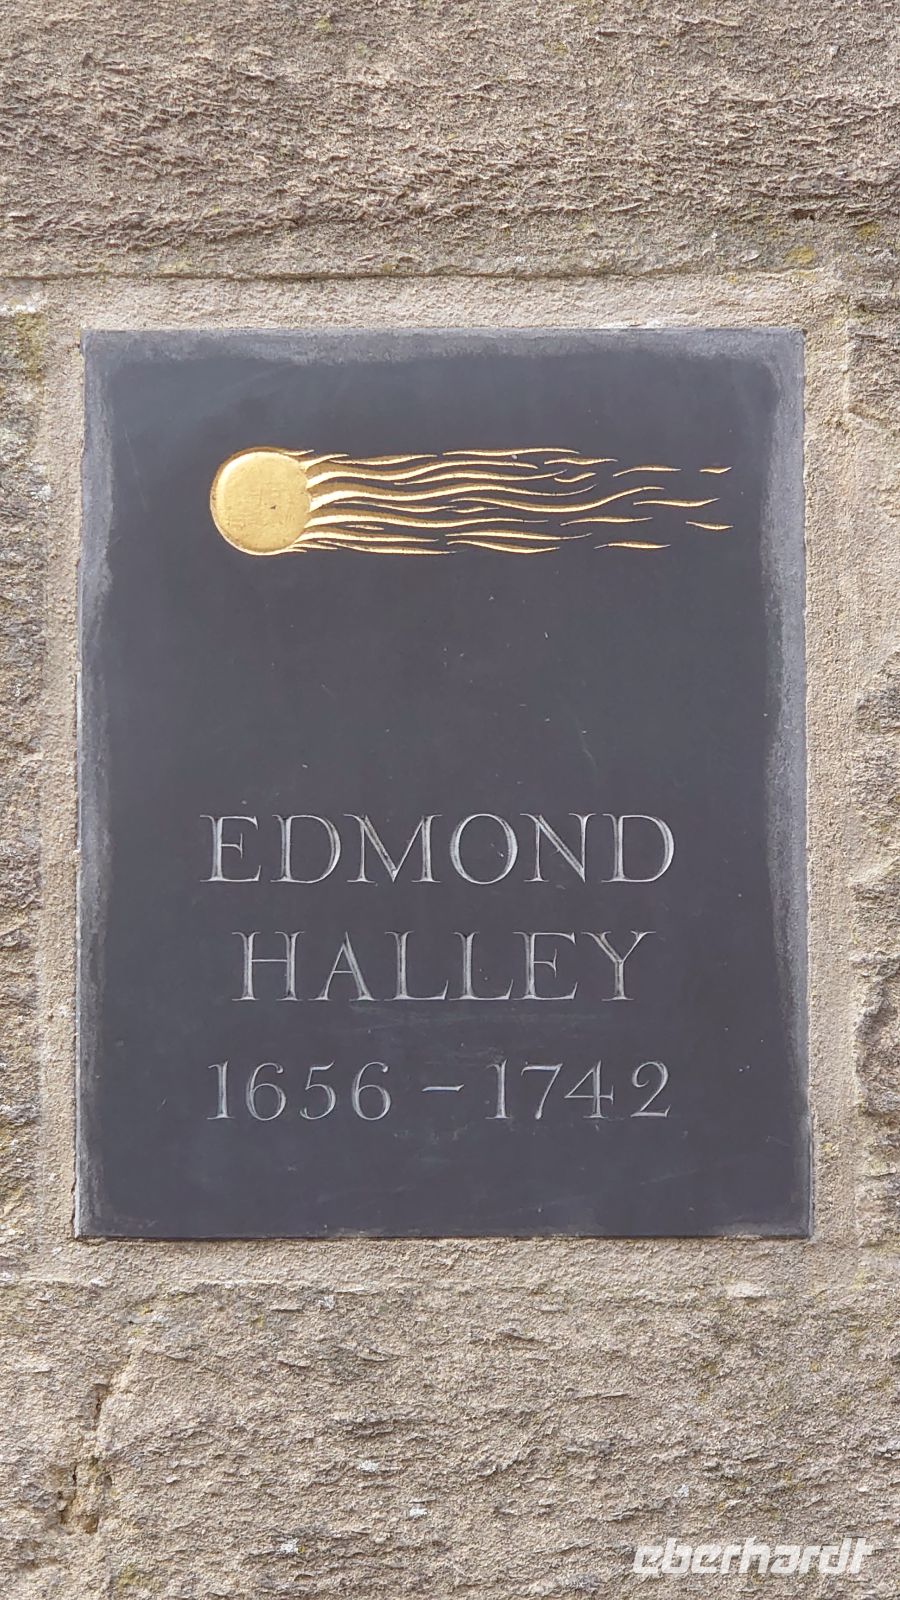 EDMOND
HALLEY
1656 - 1742
eberhardt